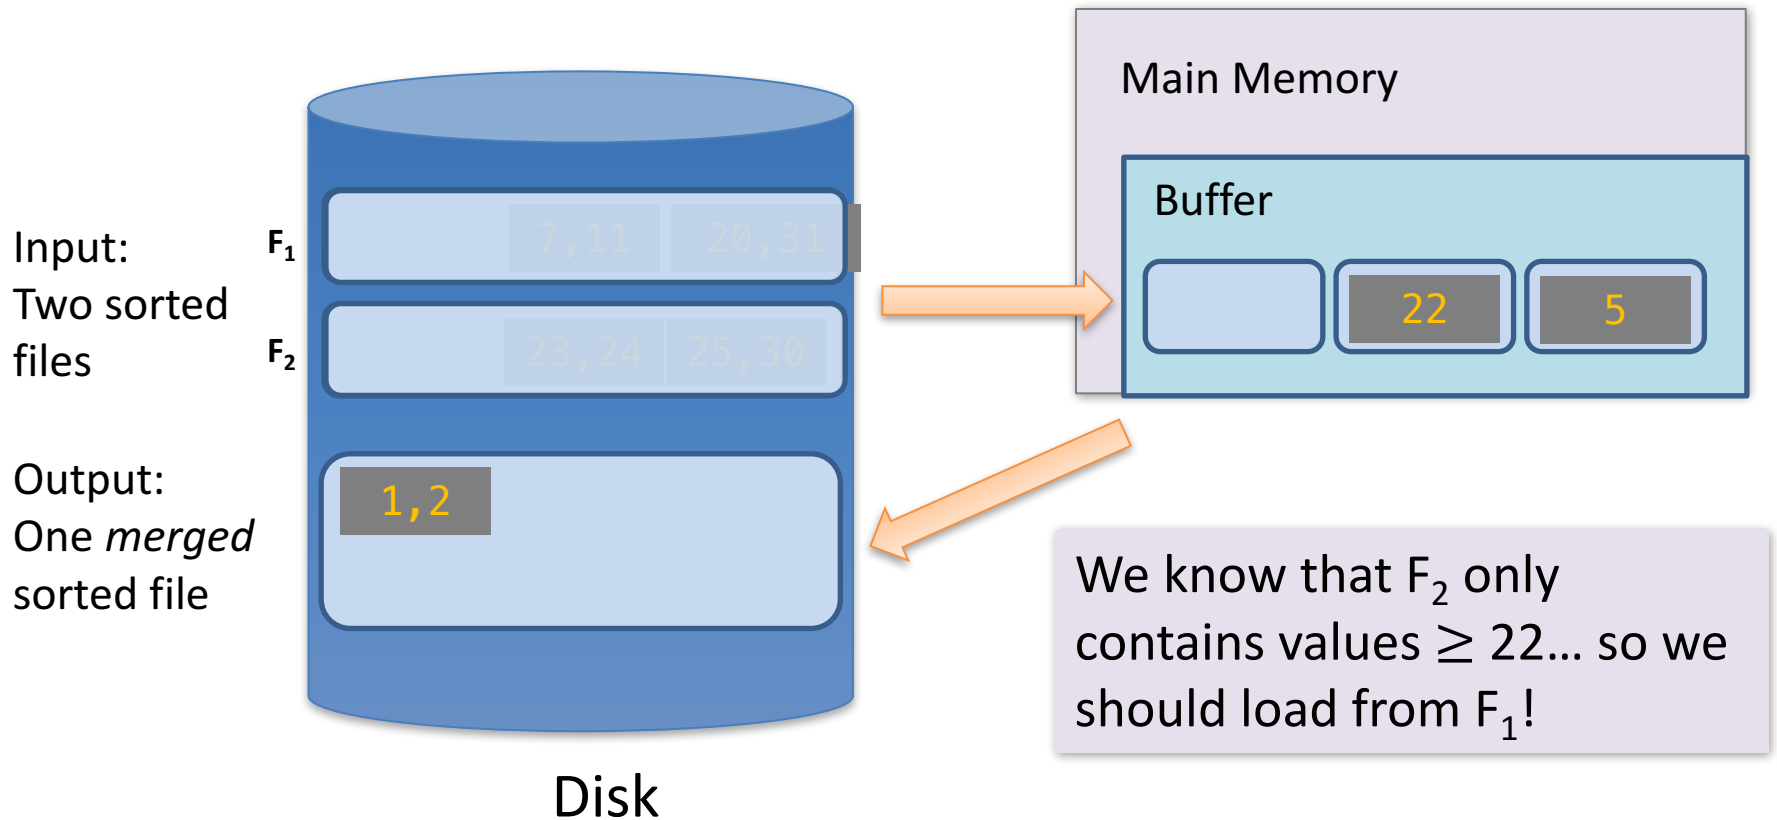 Main Memory
Buffer
22
5
Input:
Two sorted
files
F₁
7,11
20,31
F₂
23,24
25,30
Output:
One merged
sorted file
1,2
We know that F₂ only
contains values ≥ 22... so we
should load from F₁!
Disk